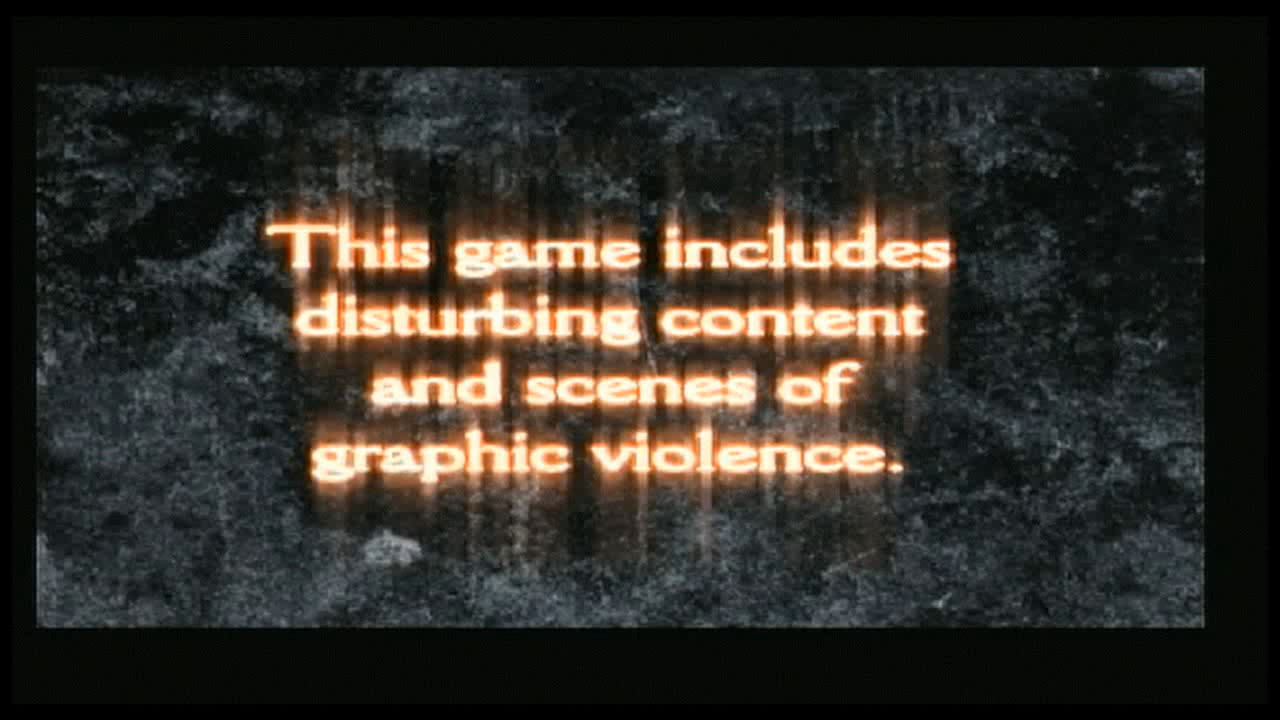 This game includes
disturbing content
and scenes of
graphic violence.